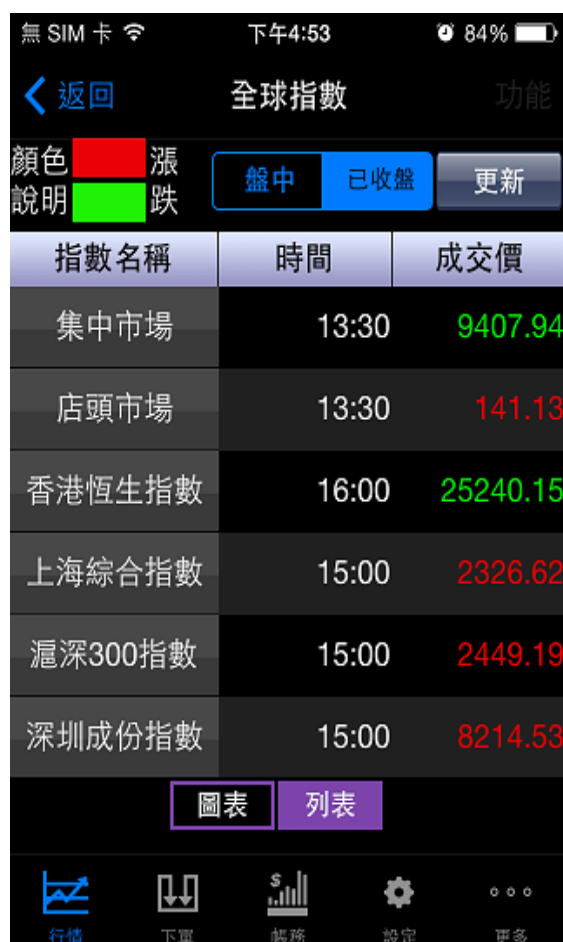 無 SIM 卡 下午4:53 84%
返回 全球指數 功能
顏色 漲
說明 跌
盤中 已收盤 更新
指數名稱 時間 成交價
集中市場 13:30 9407.94
店頭市場 13:30 141.13
香港恆生指數 16:00 25240.15
上海綜合指數 15:00 2326.62
滬深300指數 15:00 2449.19
深圳成份指數 15:00 8214.53
圖表 列表
行情 下單 帳務 設定 更多